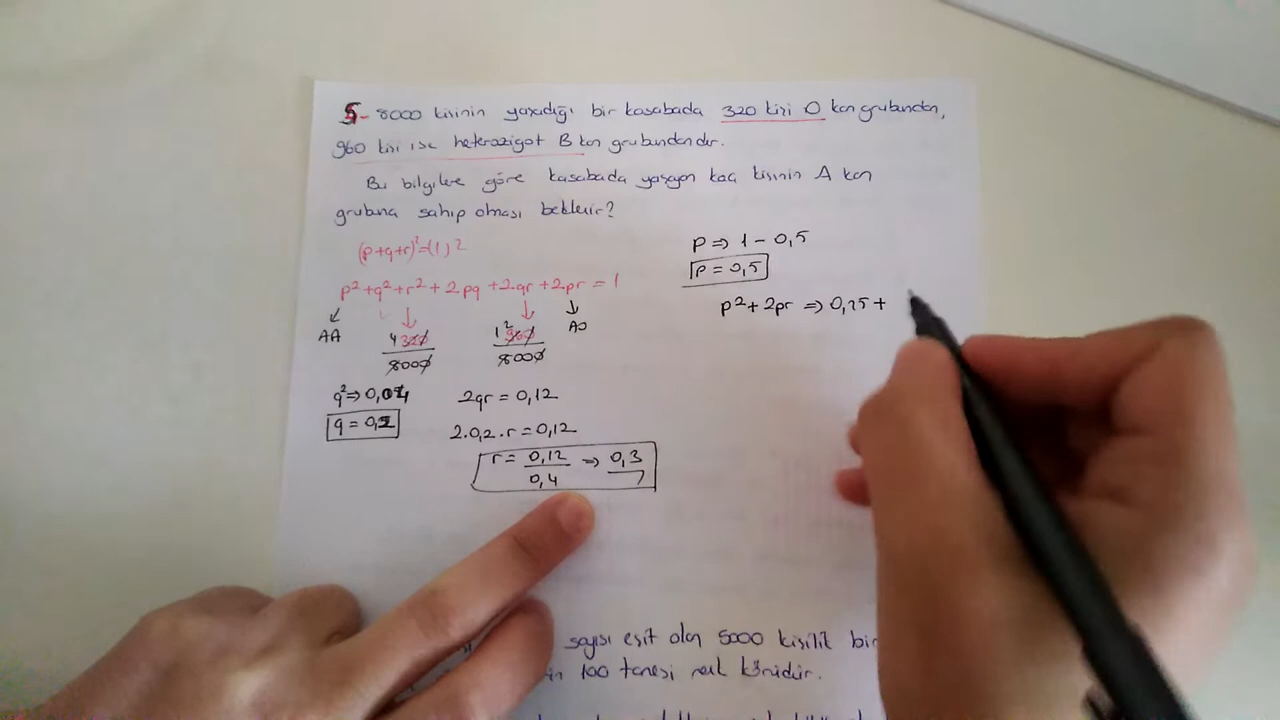 5- 8000 kişinin yaşadığı bir kasabada 320 kişi O kan grubundan,
960 kişi ise heterozigot B kan grubundandır.
Bu bilgilere göre kasabada yaşayan kaç kişinin A kan
grubuna sahip olması beklenir?
(p+q+r)²=(1)²
p²+q²+r²+2pq+2qr+2pr=1
AA
4 320
8000
12 960
8000
AO
q²⇒0,04
q=0,2
2qr=0,12
2.0,2.r=0,12
r=0,12/0,4⇒0,3
p⇒1-0,5
p=0,5
p²+2pr⇒0,25+
sayısı eşit olan 5000 kişilik bir
100 tanesi renk körüdür.